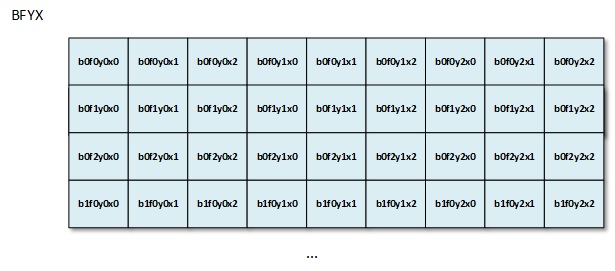 BFYX
b0f0y0x0 b0f0y0x1 b0f0y0x2 b0f0y1x0 b0f0y1x1 b0f0y1x2 b0f0y2x0 b0f0y2x1 b0f0y2x2
b0f1y0x0 b0f1y0x1 b0f1y0x2 b0f1y1x0 b0f1y1x1 b0f1y1x2 b0f1y2x0 b0f1y2x1 b0f1y2x2
b0f2y0x0 b0f2y0x1 b0f2y0x2 b0f2y1x0 b0f2y1x1 b0f2y1x2 b0f2y2x0 b0f2y2x1 b0f2y2x2
b1f0y0x0 b1f0y0x1 b1f0y0x2 b1f0y1x0 b1f0y1x1 b1f0y1x2 b1f0y2x0 b1f0y2x1 b1f0y2x2
...